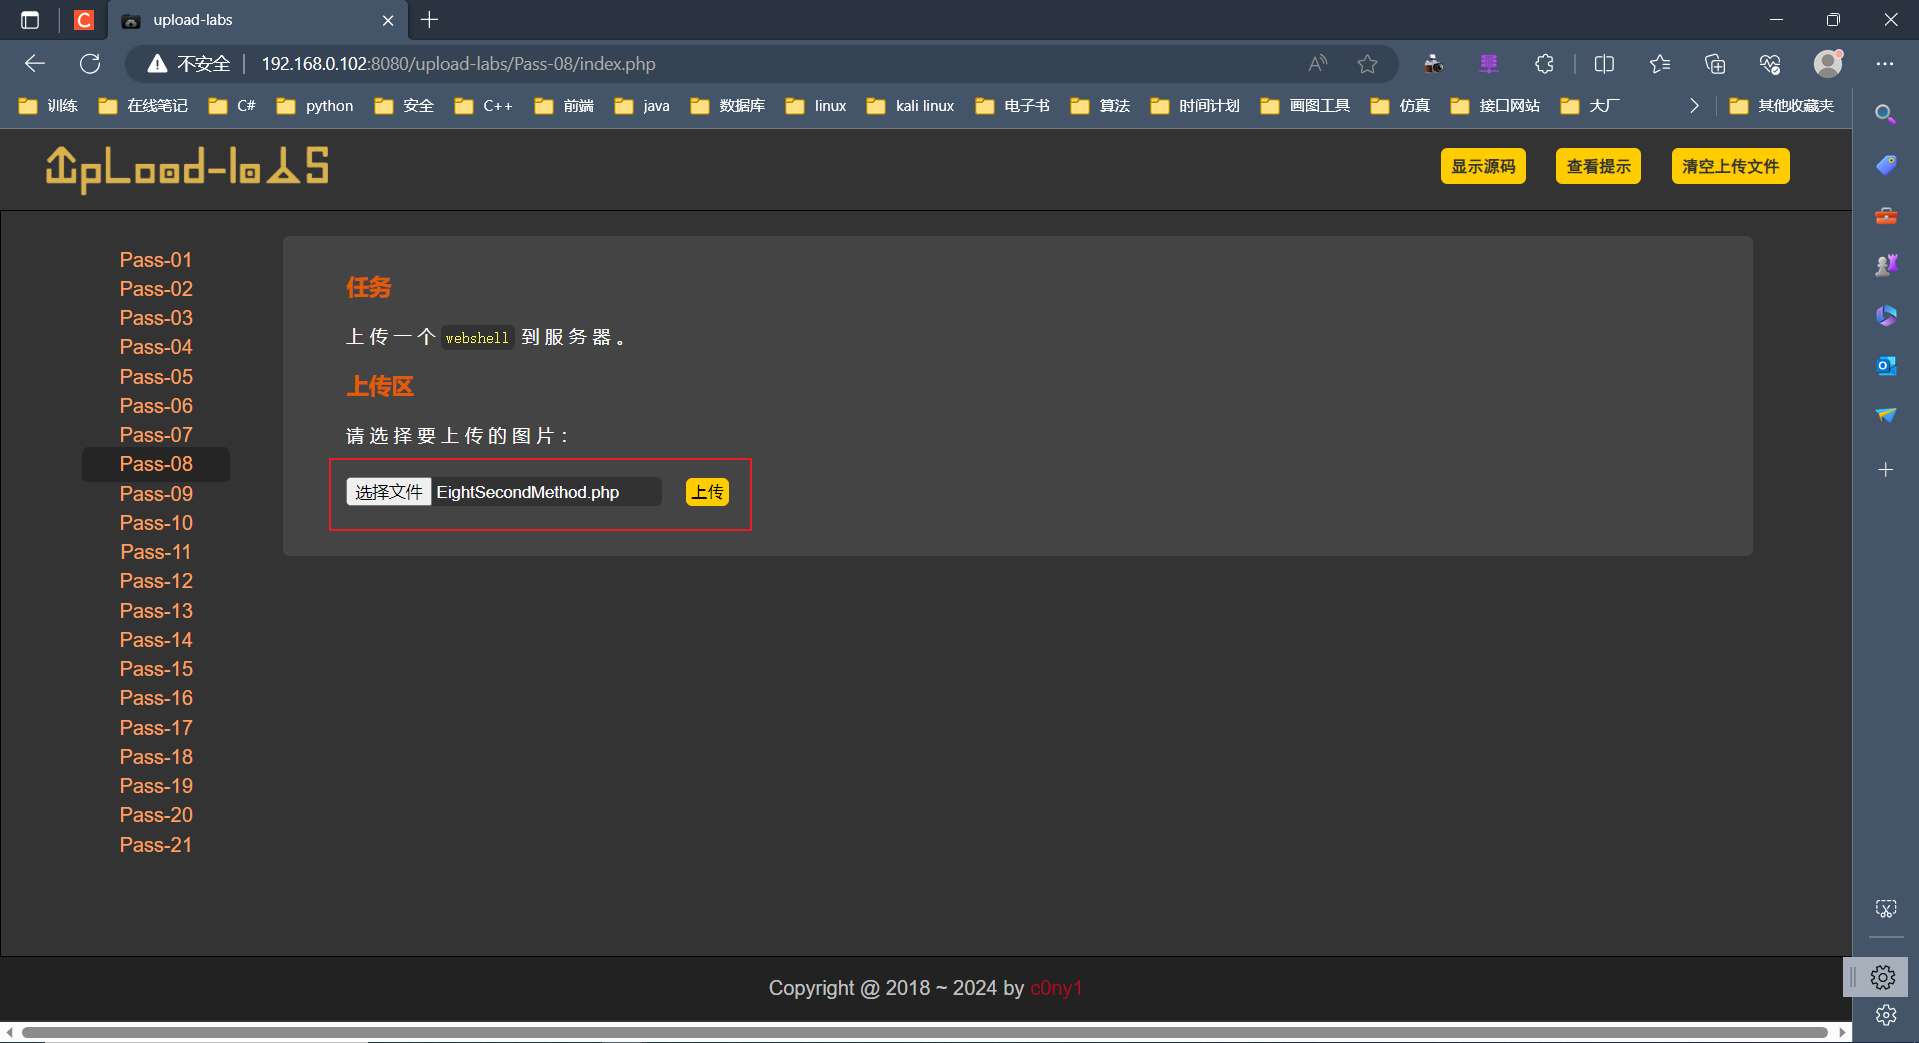 upload-labs
不安全 192.168.0.102:8080/upload-labs/Pass-08/index.php
训练 在线笔记 C# python 安全 C++ 前端 java 数据库 linux kali linux 电子书 算法 时间计划 画图工具 仿真 接口网站 大厂 其他收藏夹
UpLoad-labs 显示源码 查看提示 清空上传文件
Pass-01
Pass-02
Pass-03
Pass-04
Pass-05
Pass-06
Pass-07
Pass-08
Pass-09
Pass-10
Pass-11
Pass-12
Pass-13
Pass-14
Pass-15
Pass-16
Pass-17
Pass-18
Pass-19
Pass-20
Pass-21
任务
上传一个 webshell 到服务器。
上传区
请选择要上传的图片：
选择文件 EightSecondMethod.php 上传
Copyright @ 2018 ~ 2024 by c0ny1